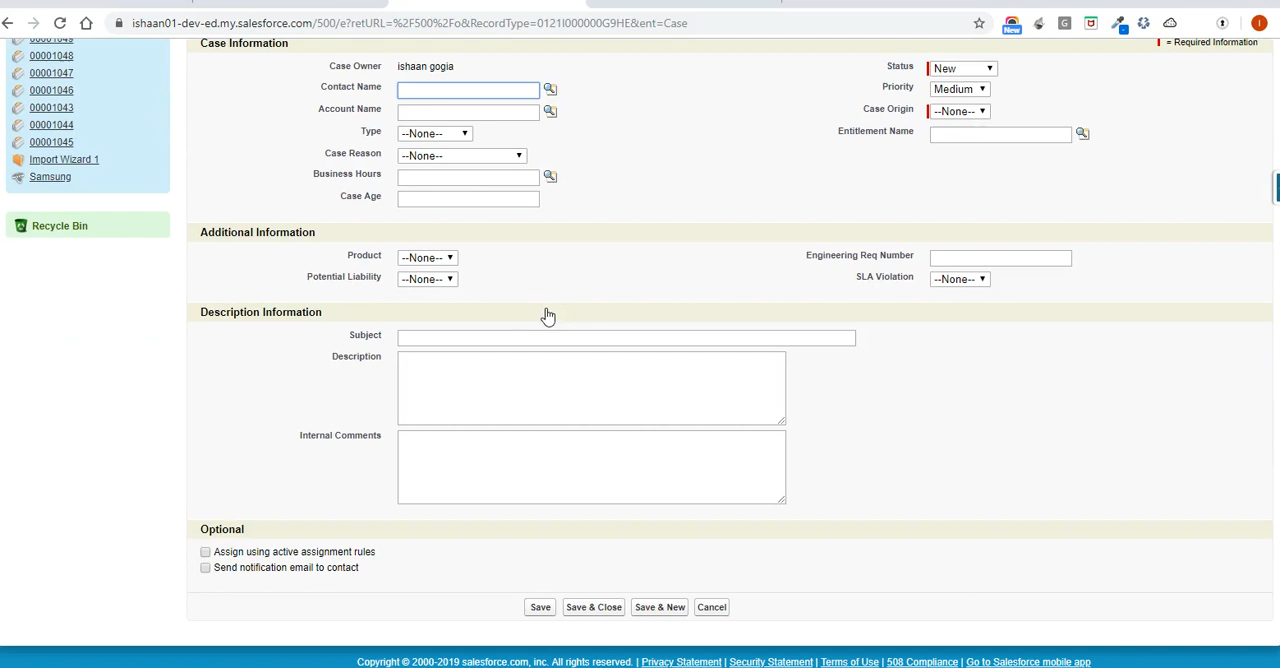 ishaan01-dev-ed.my.salesforce.com/500/e?retURL=%2F500%2Fo&RecordType=0121I000000G9HE&ent=Case
New
G
I
00001049
00001048
00001047
00001046
00001043
00001044
00001045
Import Wizard 1
Samsung
Recycle Bin
Case Information
= Required Information
Case Owner ishaan gogia Status New
Contact Name Priority Medium
Account Name Case Origin --None--
Type --None-- Entitlement Name
Case Reason --None--
Business Hours
Case Age
Additional Information
Product --None-- Engineering Req Number
Potential Liability --None-- SLA Violation --None--
Description Information
Subject
Description
Internal Comments
Optional
Assign using active assignment rules
Send notification email to contact
Save Save & Close Save & New Cancel
Copyright © 2000-2019 salesforce.com, inc. All rights reserved. | Privacy Statement | Security Statement | Terms of Use | 508 Compliance | Go to Salesforce mobile app